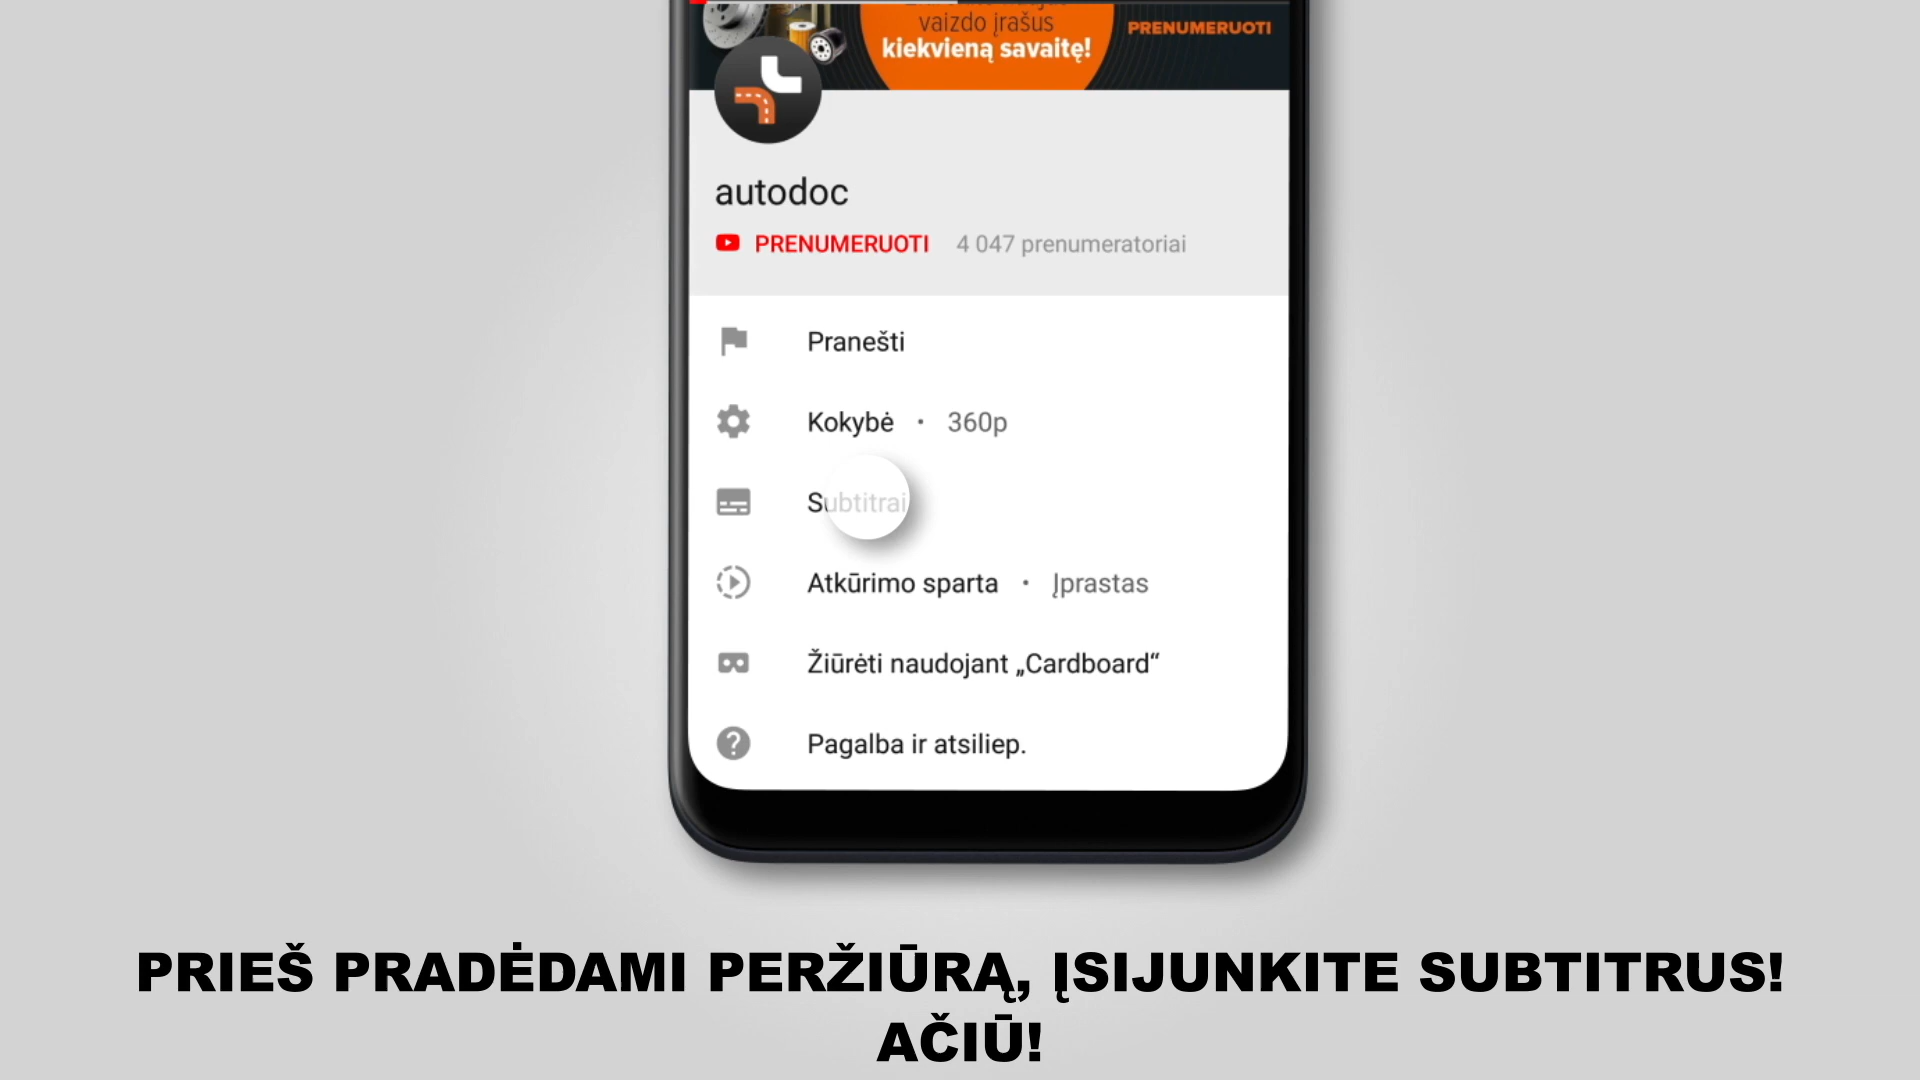 vaizdo įrašus
kiekvieną savaitę!
PRENUMERUOTI
autodoc
PRENUMERUOTI 4 047 prenumeratoriai
Pranešti
Kokybė • 360p
Subtitrai
Atkūrimo sparta • Įprastas
Žiūrėti naudojant „Cardboard“
Pagalba ir atsiliep.
PRIEŠ PRADĖDAMI PERŽIŪRĄ, ĮSIJUNKITE SUBTITRUS!
AČIŪ!